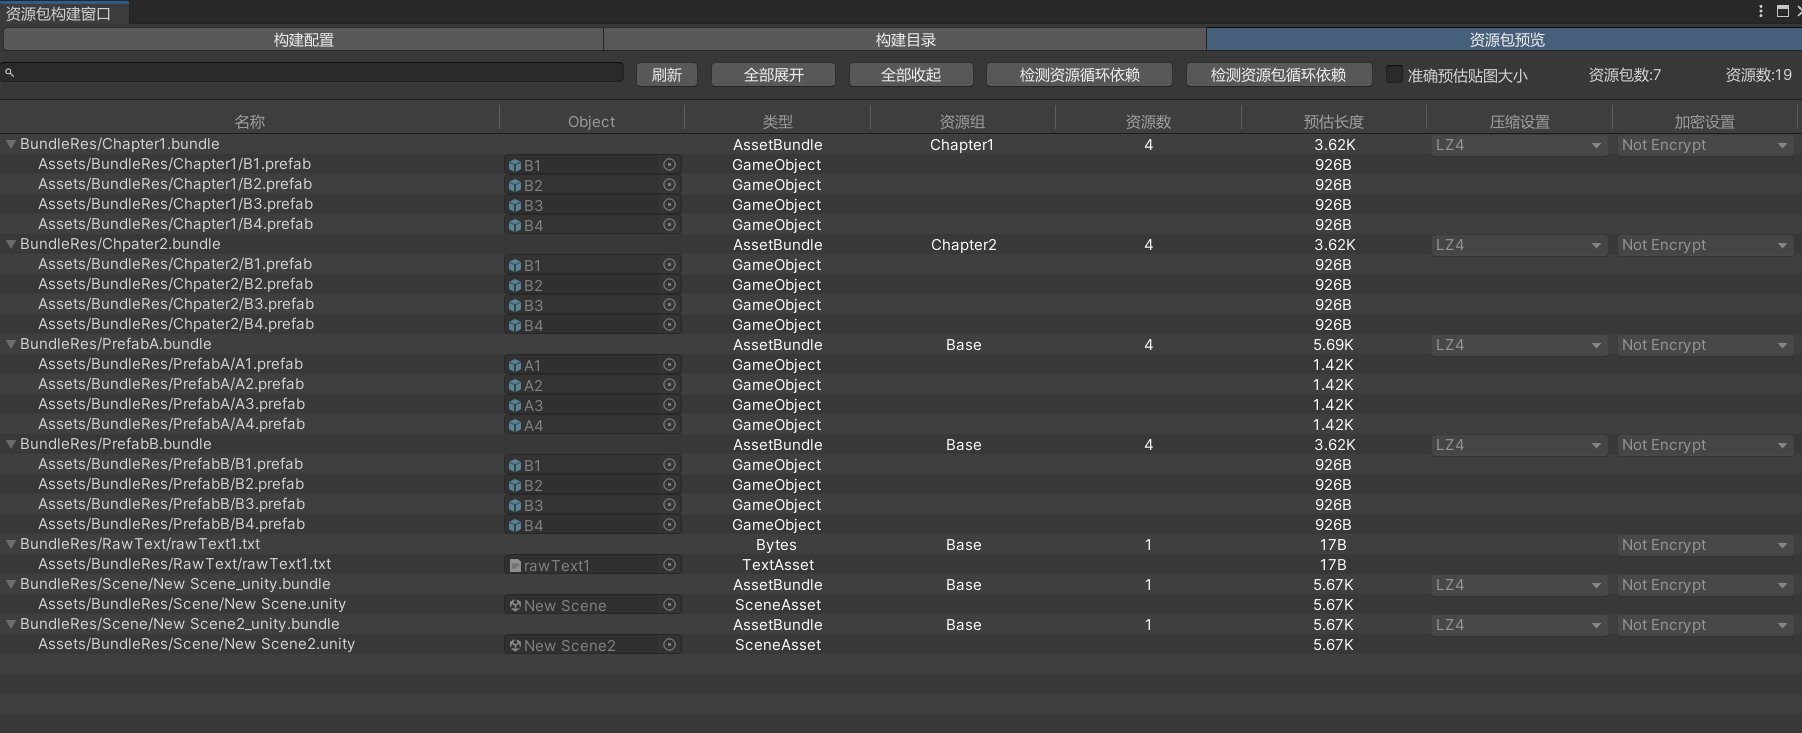 资源包构建窗口
构建配置 构建目录 资源包预览
刷新 全部展开 全部收起 检测资源循环依赖 检测资源包循环依赖 准确预估贴图大小 资源包数:7 资源数:19
名称 Object 类型 资源组 资源数 预估长度 压缩设置 加密设置
BundleRes/Chapter1.bundle AssetBundle Chapter1 4 3.62K LZ4 Not Encrypt
Assets/BundleRes/Chapter1/B1.prefab B1 GameObject 926B
Assets/BundleRes/Chapter1/B2.prefab B2 GameObject 926B
Assets/BundleRes/Chapter1/B3.prefab B3 GameObject 926B
Assets/BundleRes/Chapter1/B4.prefab B4 GameObject 926B
BundleRes/Chpater2.bundle AssetBundle Chapter2 4 3.62K LZ4 Not Encrypt
Assets/BundleRes/Chpater2/B1.prefab B1 GameObject 926B
Assets/BundleRes/Chpater2/B2.prefab B2 GameObject 926B
Assets/BundleRes/Chpater2/B3.prefab B3 GameObject 926B
Assets/BundleRes/Chpater2/B4.prefab B4 GameObject 926B
BundleRes/PrefabA.bundle AssetBundle Base 4 5.69K LZ4 Not Encrypt
Assets/BundleRes/PrefabA/A1.prefab A1 GameObject 1.42K
Assets/BundleRes/PrefabA/A2.prefab A2 GameObject 1.42K
Assets/BundleRes/PrefabA/A3.prefab A3 GameObject 1.42K
Assets/BundleRes/PrefabA/A4.prefab A4 GameObject 1.42K
BundleRes/PrefabB.bundle AssetBundle Base 4 3.62K LZ4 Not Encrypt
Assets/BundleRes/PrefabB/B1.prefab B1 GameObject 926B
Assets/BundleRes/PrefabB/B2.prefab B2 GameObject 926B
Assets/BundleRes/PrefabB/B3.prefab B3 GameObject 926B
Assets/BundleRes/PrefabB/B4.prefab B4 GameObject 926B
BundleRes/RawText/rawText1.txt Bytes Base 1 17B Not Encrypt
Assets/BundleRes/RawText/rawText1.txt rawText1 TextAsset 17B
BundleRes/Scene/New Scene_unity.bundle AssetBundle Base 1 5.67K LZ4 Not Encrypt
Assets/BundleRes/Scene/New Scene.unity New Scene SceneAsset 5.67K
BundleRes/Scene/New Scene2_unity.bundle AssetBundle Base 1 5.67K LZ4 Not Encrypt
Assets/BundleRes/Scene/New Scene2.unity New Scene2 SceneAsset 5.67K